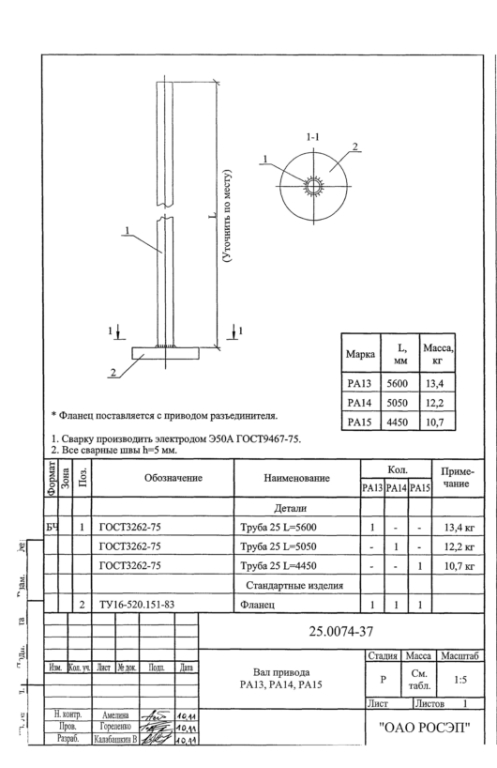 1-1
1
2
L
(Уточнить по месту)
1
1
1
2
Марка L, мм Масса, кг
РА13 5600 13,4
РА14 5050 12,2
РА15 4450 10,7
* Фланец поставляется с приводом разъединителя.
1. Сварку производить электродом Э50А ГОСТ9467-75.
2. Все сварные швы h=5 мм.
Формат Зона Поз. Обозначение Наименование Кол. Приме-
РА13 РА14 РА15 чание
Детали
БЧ 1 ГОСТ3262-75 Труба 25 L=5600 1 - - 13,4 кг
ГОСТ3262-75 Труба 25 L=5050 - 1 - 12,2 кг
ГОСТ3262-75 Труба 25 L=4450 - - 1 10,7 кг
Стандартные изделия
2 ТУ16-520.151-83 Фланец 1 1 1
25.0074-37
Изм. Кол. уч. Лист № док. Подп. Дата
Вал привода
РА13, РА14, РА15
Стадия Масса Масштаб
Р См. табл. 1:5
Лист Листов 1
Н. контр. Амелина 10.11
Пров. Гореленко 10.11
Разраб. Калабашкин В 10.11
"ОАО РОСЭП"